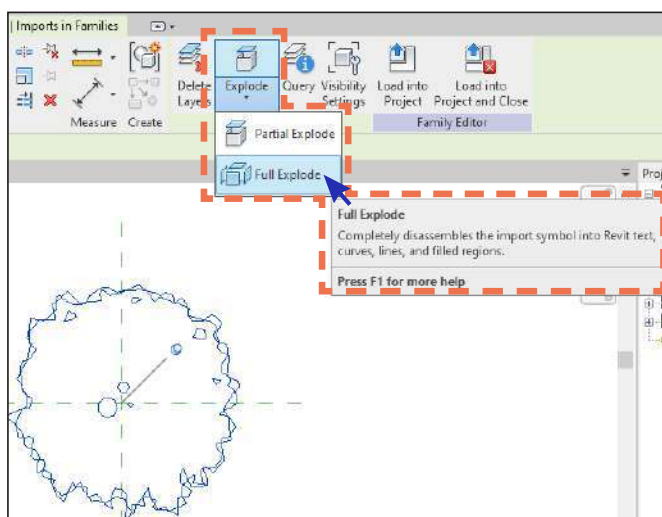 Imports in Families
Delete Layers
Explode
Query
Visibility Settings
Load into Project
Load into Project and Close
Measure
Create
Family Editor
Partial Explode
Full Explode
Proj
Full Explode
Completely disassembles the import symbol into Revit text,
curves, lines, and filled regions.
Press F1 for more help